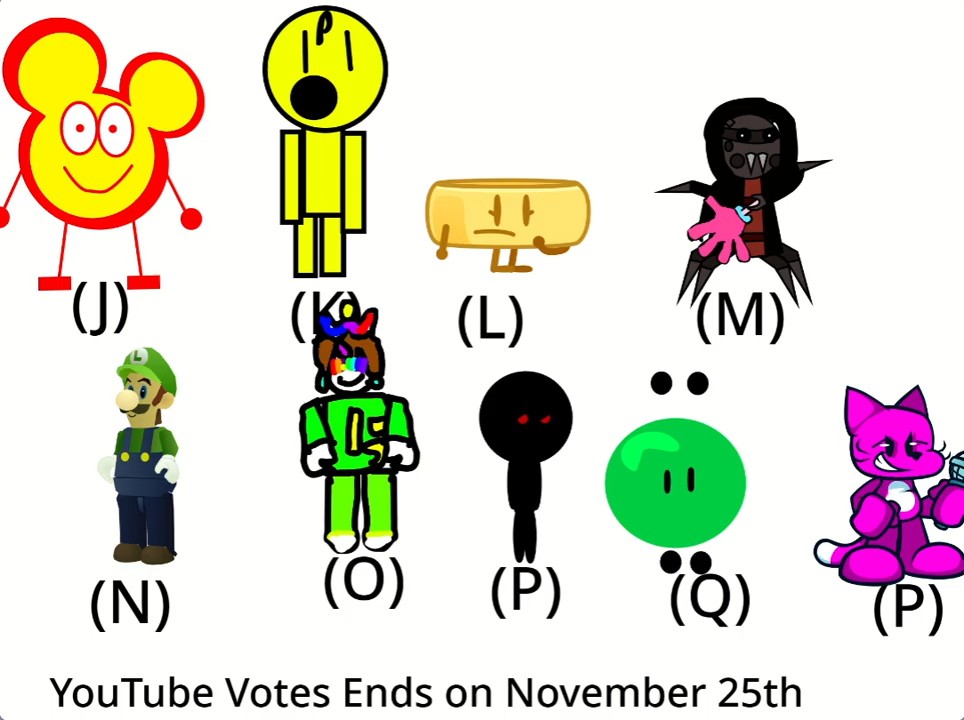 P
(J) (K) (L) (M)
L
(N) (O) (P) (Q) (P)
YouTube Votes Ends on November 25th